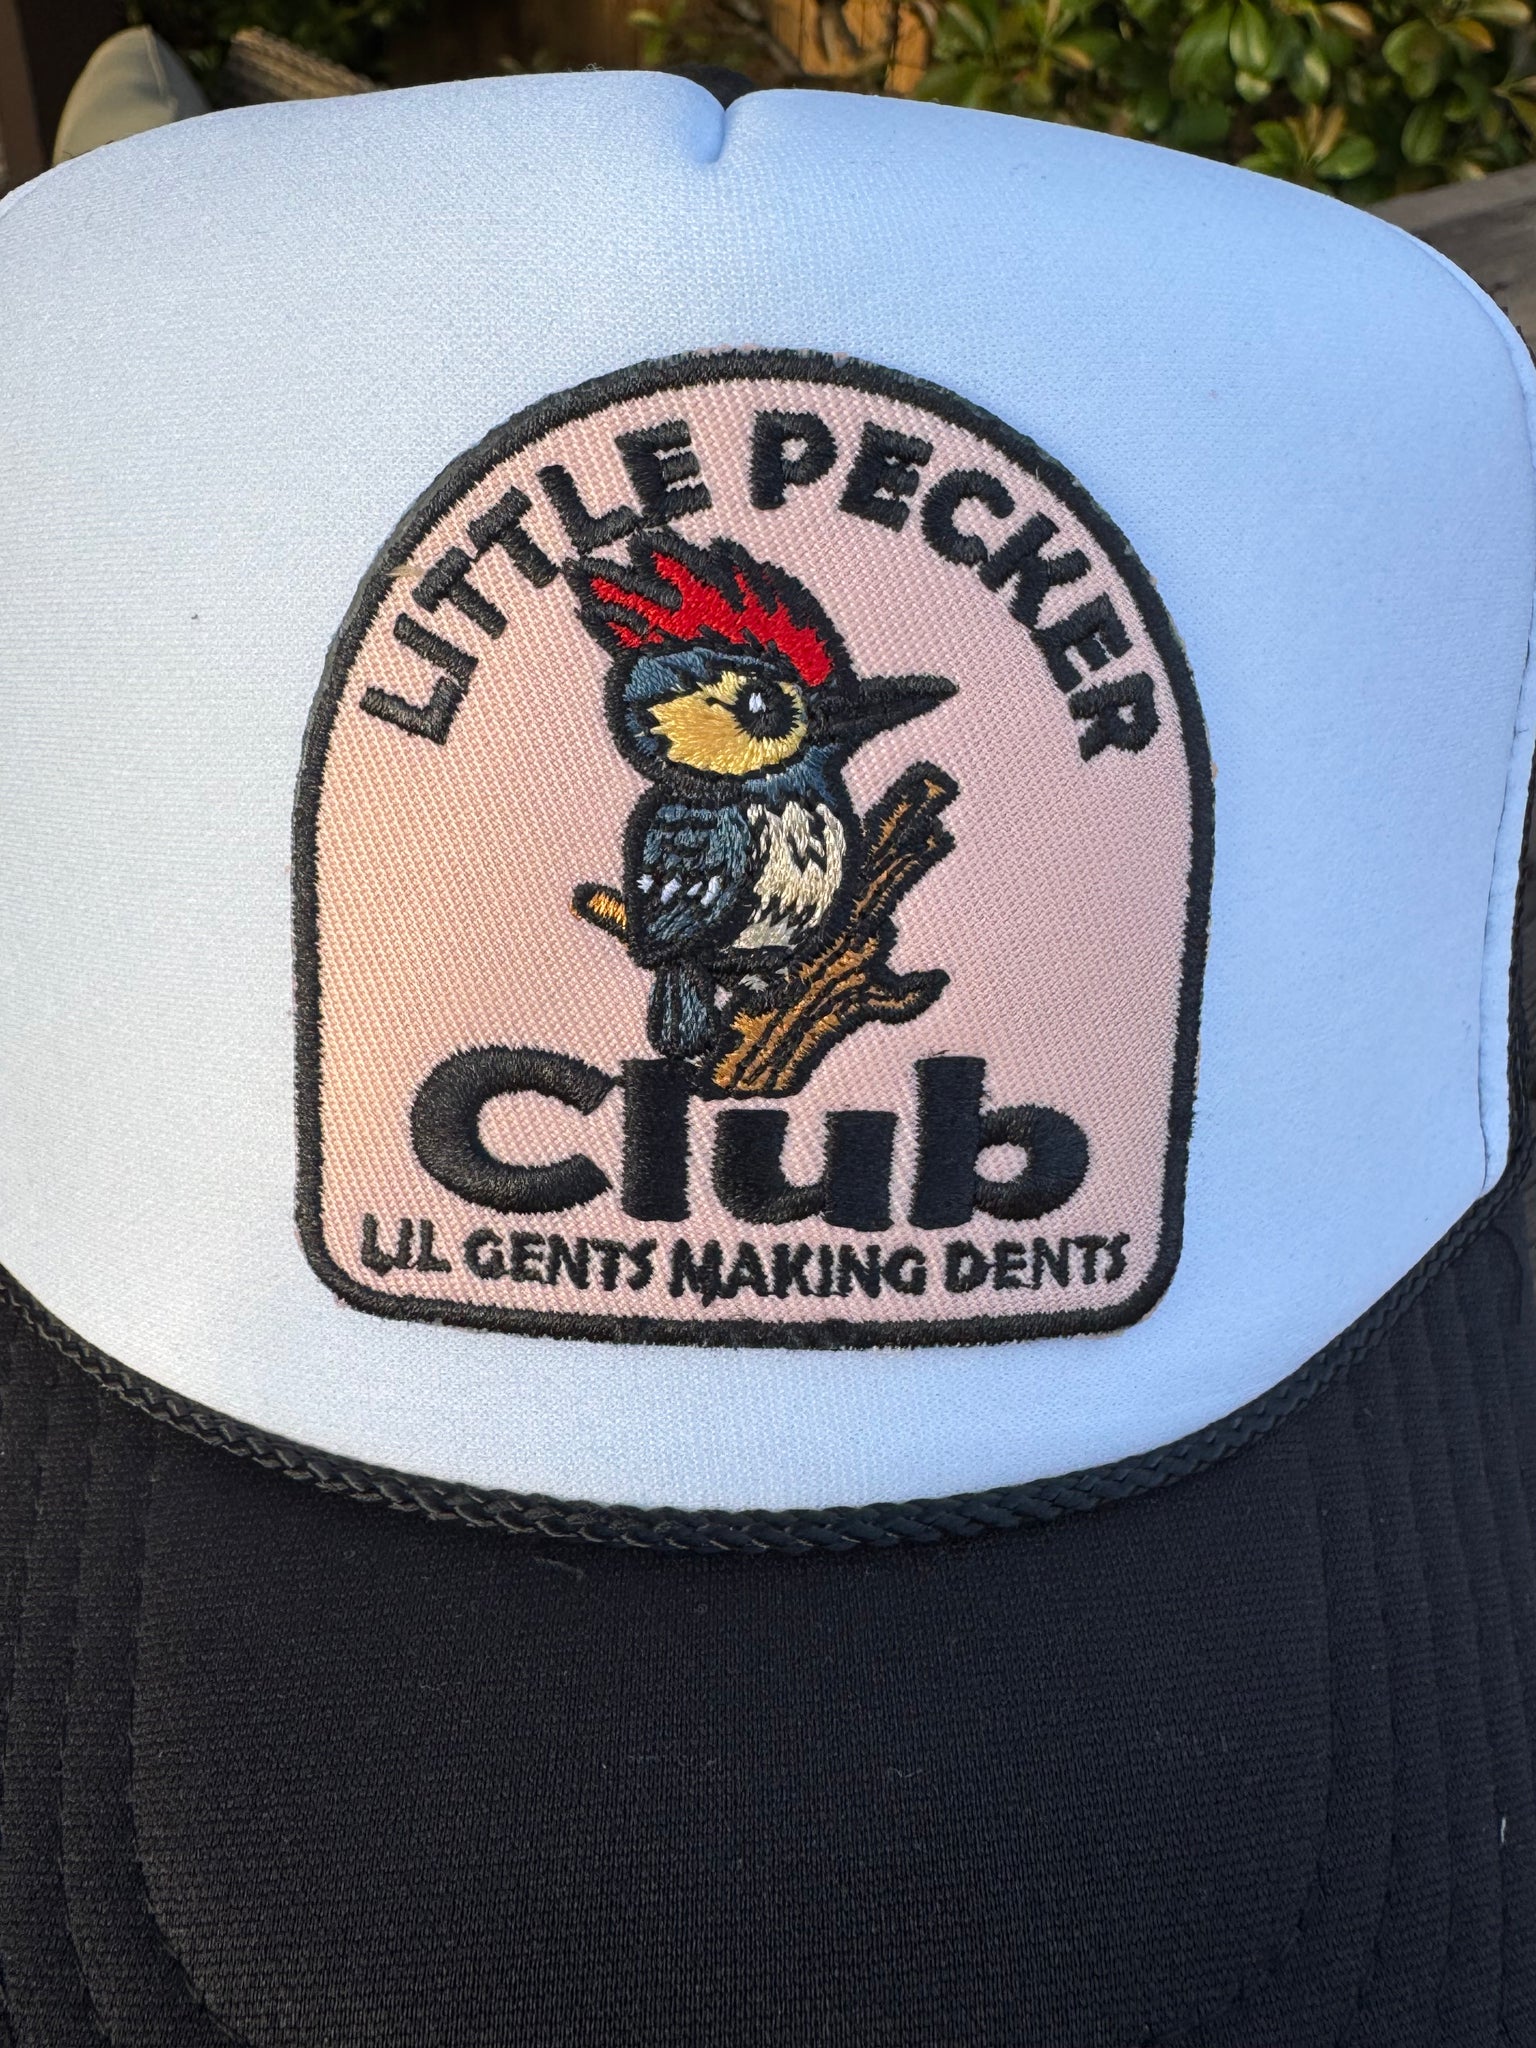 LITTLE PECKER
Club
LIL GENTS MAKING DENTS